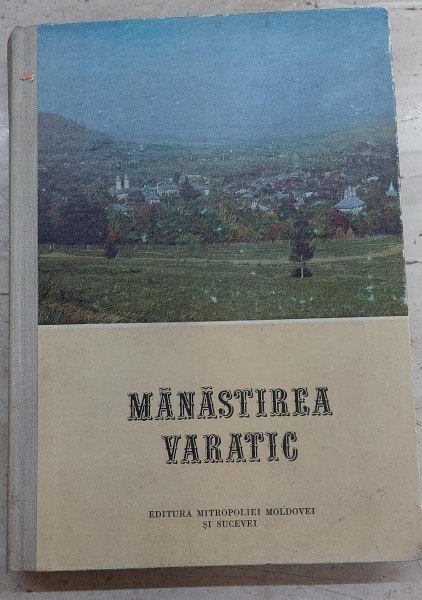 MĂNĂSTIREA
VARATIC
EDITURA MITROPOLIEI MOLDOVEI
ȘI SUCEVEI